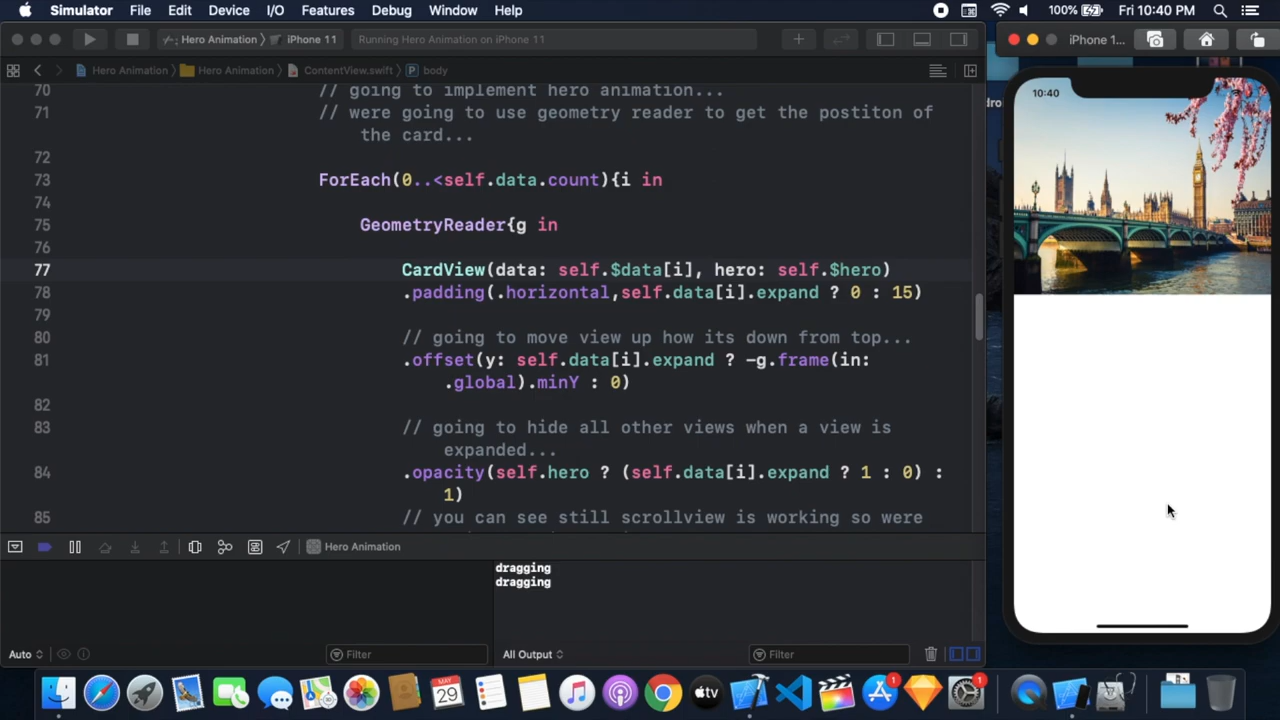 Simulator File Edit Device I/O Features Debug Window Help 100% Fri 10:40 PM
Hero Animation iPhone 11 Running Hero Animation on iPhone 11 iPhone 1...
Hero Animation Hero Animation ContentView.swift body
70 // going to implement hero animation...
71 // were going to use geometry reader to get the postiton of
the card...
72
73 ForEach(0..<self.data.count){i in
74
75 GeometryReader{g in
76
77 CardView(data: self.$data[i], hero: self.$hero)
78 .padding(.horizontal,self.data[i].expand ? 0 : 15)
79
80 // going to move view up how its down from top...
81 .offset(y: self.data[i].expand ? -g.frame(in:
.global).minY : 0)
82
83 // going to hide all other views when a view is
expanded...
84 .opacity(self.hero ? (self.data[i].expand ? 1 : 0) :
1)
85 // you can see still scrollview is working so were
10:40
Hero Animation
dragging
dragging
Auto Filter All Output Filter
MAY
29
tv
1
1